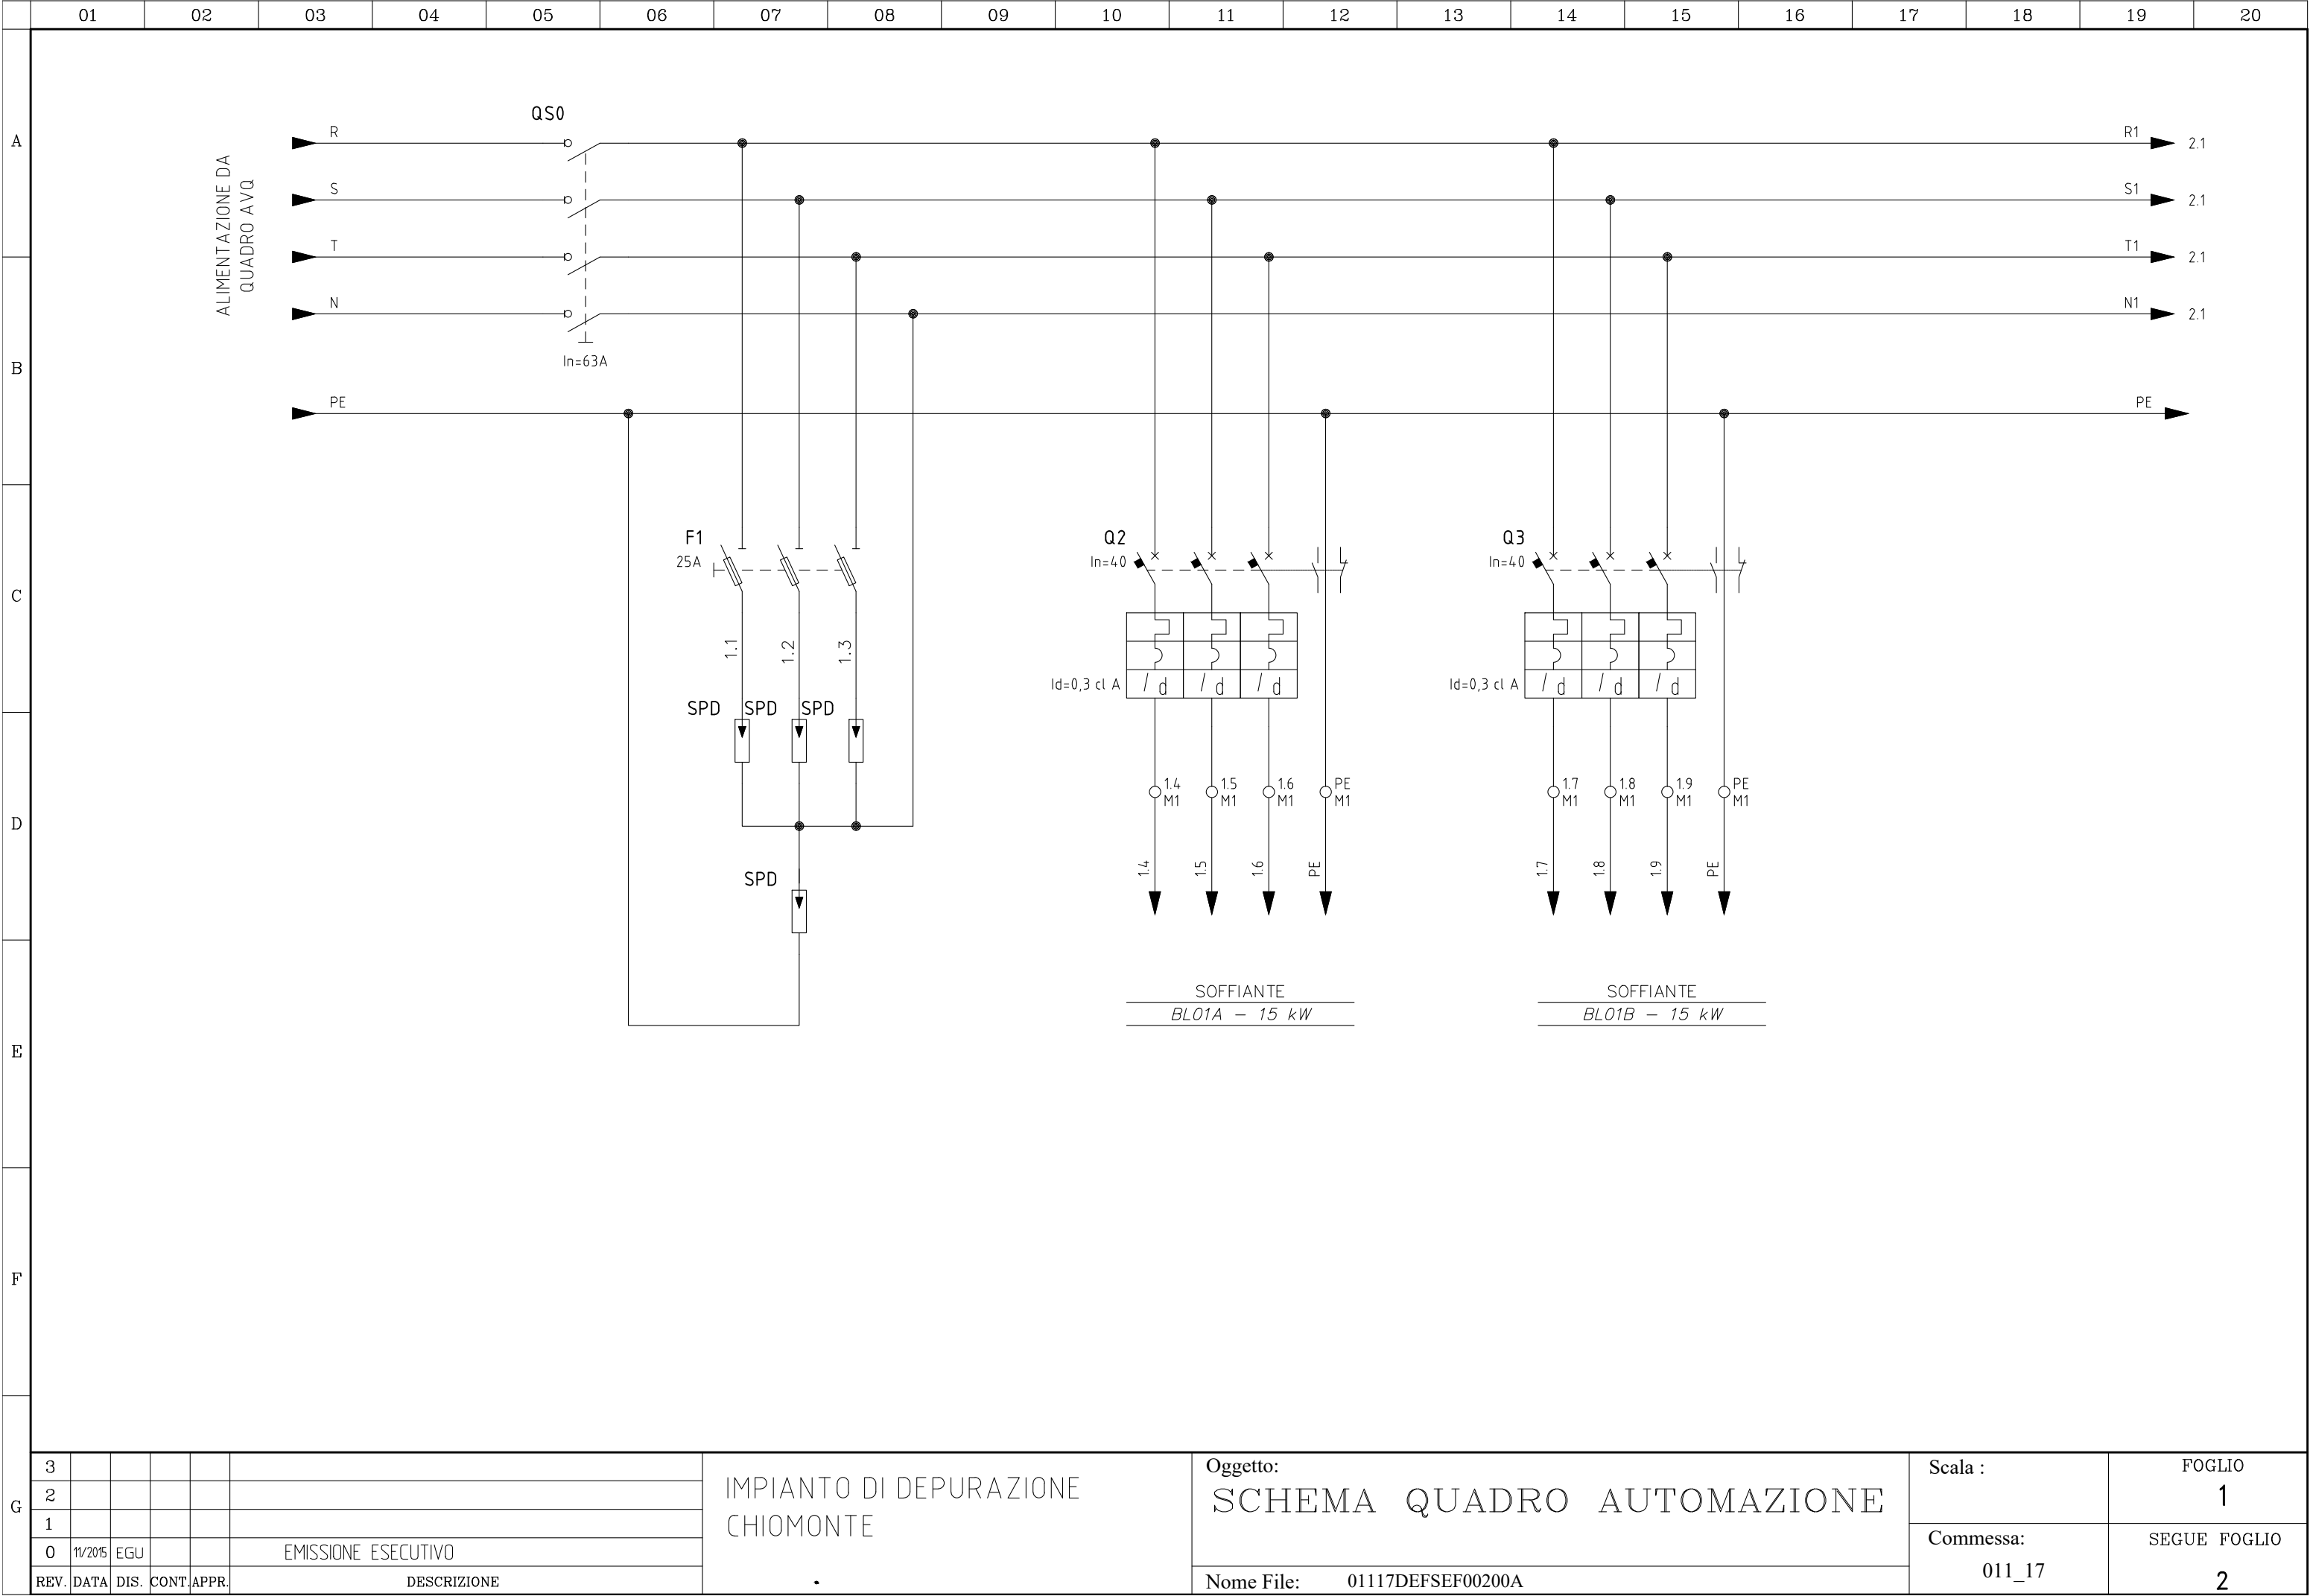 01 02 03 04 05 06 07 08 09 10 11 12 13 14 15 16 17 18 19 20
A
B
C
D
E
F
G
ALIMENTAZIONE DA
QUADRO AVQ
QS0
R
S
T
N
In=63A
PE
R1 2.1
S1 2.1
T1 2.1
N1 2.1
PE
F1
25A
1.1 1.2 1.3
SPD SPD SPD
SPD
Q2
In=40
Id=0,3 cl A
d d d
1.4 1.5 1.6 PE
M1 M1 M1 M1
1.4 1.5 1.6 PE
SOFFIANTE
BL01A – 15 kW
Q3
In=40
Id=0,3 cl A
d d d
1.7 1.8 1.9 PE
M1 M1 M1 M1
1.7 1.8 1.9 PE
SOFFIANTE
BL01B – 15 kW
3
2
1
0 11/2015 EGU EMISSIONE ESECUTIVO
REV. DATA DIS. CONT. APPR. DESCRIZIONE
IMPIANTO DI DEPURAZIONE
CHIOMONTE
.
Oggetto:
SCHEMA QUADRO AUTOMAZIONE
Nome File: 01117DEFSEF00200A
Scala :
Commessa:
011_17
FOGLIO
1
SEGUE FOGLIO
2